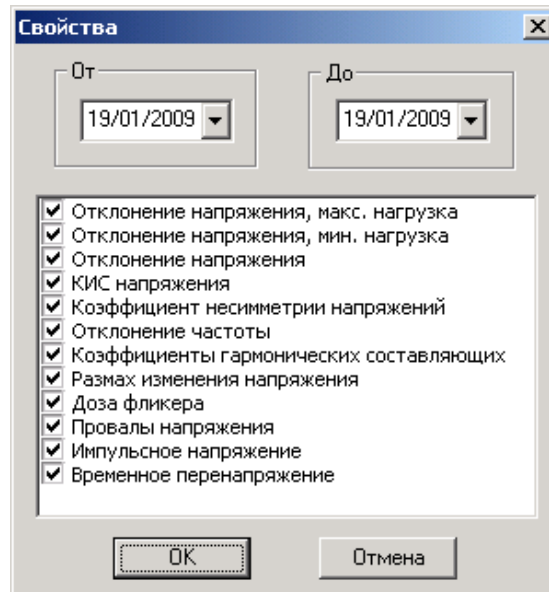 Свойства
От
До
19/01/2009
19/01/2009
Отклонение напряжения, макс. нагрузка
Отклонение напряжения, мин. нагрузка
Отклонение напряжения
КИС напряжения
Коэффициент несимметрии напряжений
Отклонение частоты
Коэффициенты гармонических составляющих
Размах изменения напряжения
Доза фликера
Провалы напряжения
Импульсное напряжение
Временное перенапряжение
OK
Отмена